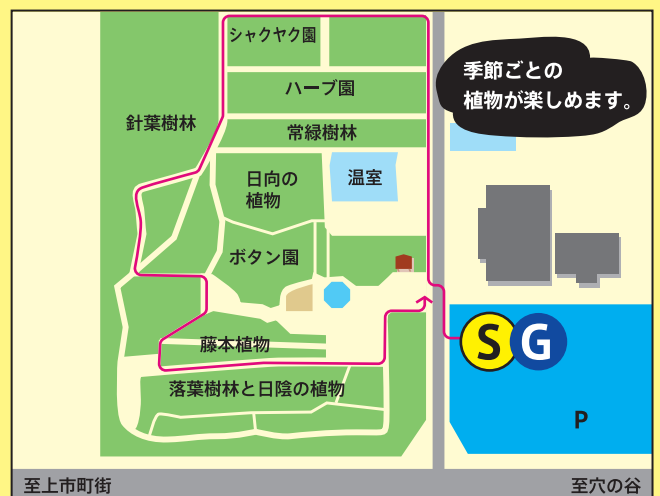 シャクヤク園
季節ごとの
植物が楽しめます。
ハーブ園
針葉樹林
常緑樹林
日向の
植物
温室
ボタン園
藤本植物
S G
落葉樹林と日陰の植物
P
至上市町街
至穴の谷